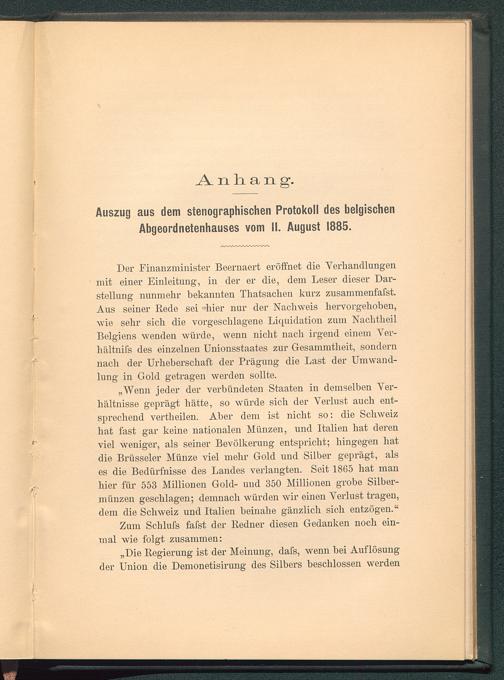 Anhang.
Auszug aus dem stenographischen Protokoll des belgischen
Abgeordnetenhauses vom II. August 1885.
Der Finanzminister Beernaert eröffnet die Verhandlungen
mit einer Einleitung, in der er die, dem Leser dieser Dar-
stellung nunmehr bekannten Thatsachen kurz zusammenfaſst.
Aus seiner Rede sei hier nur der Nachweis hervorgehoben,
wie sehr sich die vorgeschlagene Liquidation zum Nachtheil
Belgiens wenden würde, wenn nicht nach irgend einem Ver-
hältniſs des einzelnen Unionsstaates zur Gesammtheit, sondern
nach der Urheberschaft der Prägung die Last der Umwand-
lung in Gold getragen werden sollte.
„Wenn jeder der verbündeten Staaten in demselben Ver-
hältnisse geprägt hätte, so würde sich der Verlust auch ent-
sprechend vertheilen. Aber dem ist nicht so: die Schweiz
hat fast gar keine nationalen Münzen, und Italien hat deren
viel weniger, als seiner Bevölkerung entspricht; hingegen hat
die Brüsseler Münze viel mehr Gold und Silber geprägt, als
es die Bedürfnisse des Landes verlangten. Seit 1865 hat man
hier für 553 Millionen Gold- und 350 Millionen grobe Silber-
münzen geschlagen; demnach würden wir einen Verlust tragen,
dem die Schweiz und Italien beinahe gänzlich sich entzögen.“
Zum Schluſs faſst der Redner diesen Gedanken noch ein-
mal wie folgt zusammen:
„Die Regierung ist der Meinung, daſs, wenn bei Auflösung
der Union die Demonetisirung des Silbers beschlossen werden